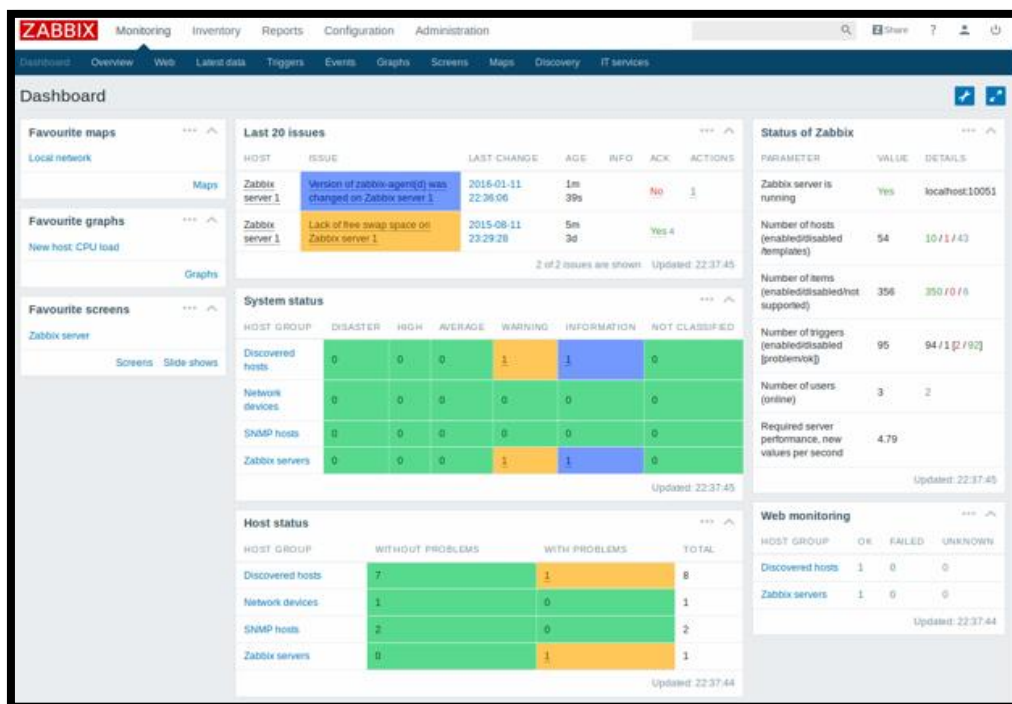 ZABBIX Monitoring Inventory Reports Configuration Administration Z Share ?
Dashboard Overview Web Latest data Triggers Events Graphs Screens Maps Discovery IT services
Dashboard
Favourite maps
Local network
Maps
Favourite graphs
New host: CPU load
Graphs
Favourite screens
Zabbix server
Screens Slide shows
Last 20 issues
HOST ISSUE LAST CHANGE AGE INFO ACK ACTIONS
Zabbix Version of zabbix-agent(d) was 2016-01-11 1m No 1
server 1 changed on Zabbix server 1 22:36:06 39s
Zabbix Lack of free swap space on 2015-08-11 5m Yes 4
server 1 Zabbix server 1 23:29:28 3d
2 of 2 issues are shown Updated: 22:37:45
System status
HOST GROUP DISASTER HIGH AVERAGE WARNING INFORMATION NOT CLASSIFIED
Discovered 0 0 0 1 1 0
hosts
Network 0 0 0 0 0 0
devices
SNMP hosts 0 0 0 0 0 0
Zabbix servers 0 0 0 1 1 0
Updated: 22:37:45
Host status
HOST GROUP WITHOUT PROBLEMS WITH PROBLEMS TOTAL
Discovered hosts 7 1 8
Network devices 1 0 1
SNMP hosts 2 0 2
Zabbix servers 0 1 1
Updated: 22:37:44
Status of Zabbix
PARAMETER VALUE DETAILS
Zabbix server is Yes localhost:10051
running
Number of hosts
(enabled/disabled 54 10 / 1 / 43
/templates)
Number of items
(enabled/disabled/not 356 350 / 0 / 6
supported)
Number of triggers
(enabled/disabled 95 94 / 1 [2 / 92]
[problem/ok])
Number of users 3 2
(online)
Required server
performance, new 4.79
values per second
Updated: 22:37:45
Web monitoring
HOST GROUP OK FAILED UNKNOWN
Discovered hosts 1 0 0
Zabbix servers 1 0 0
Updated: 22:37:44